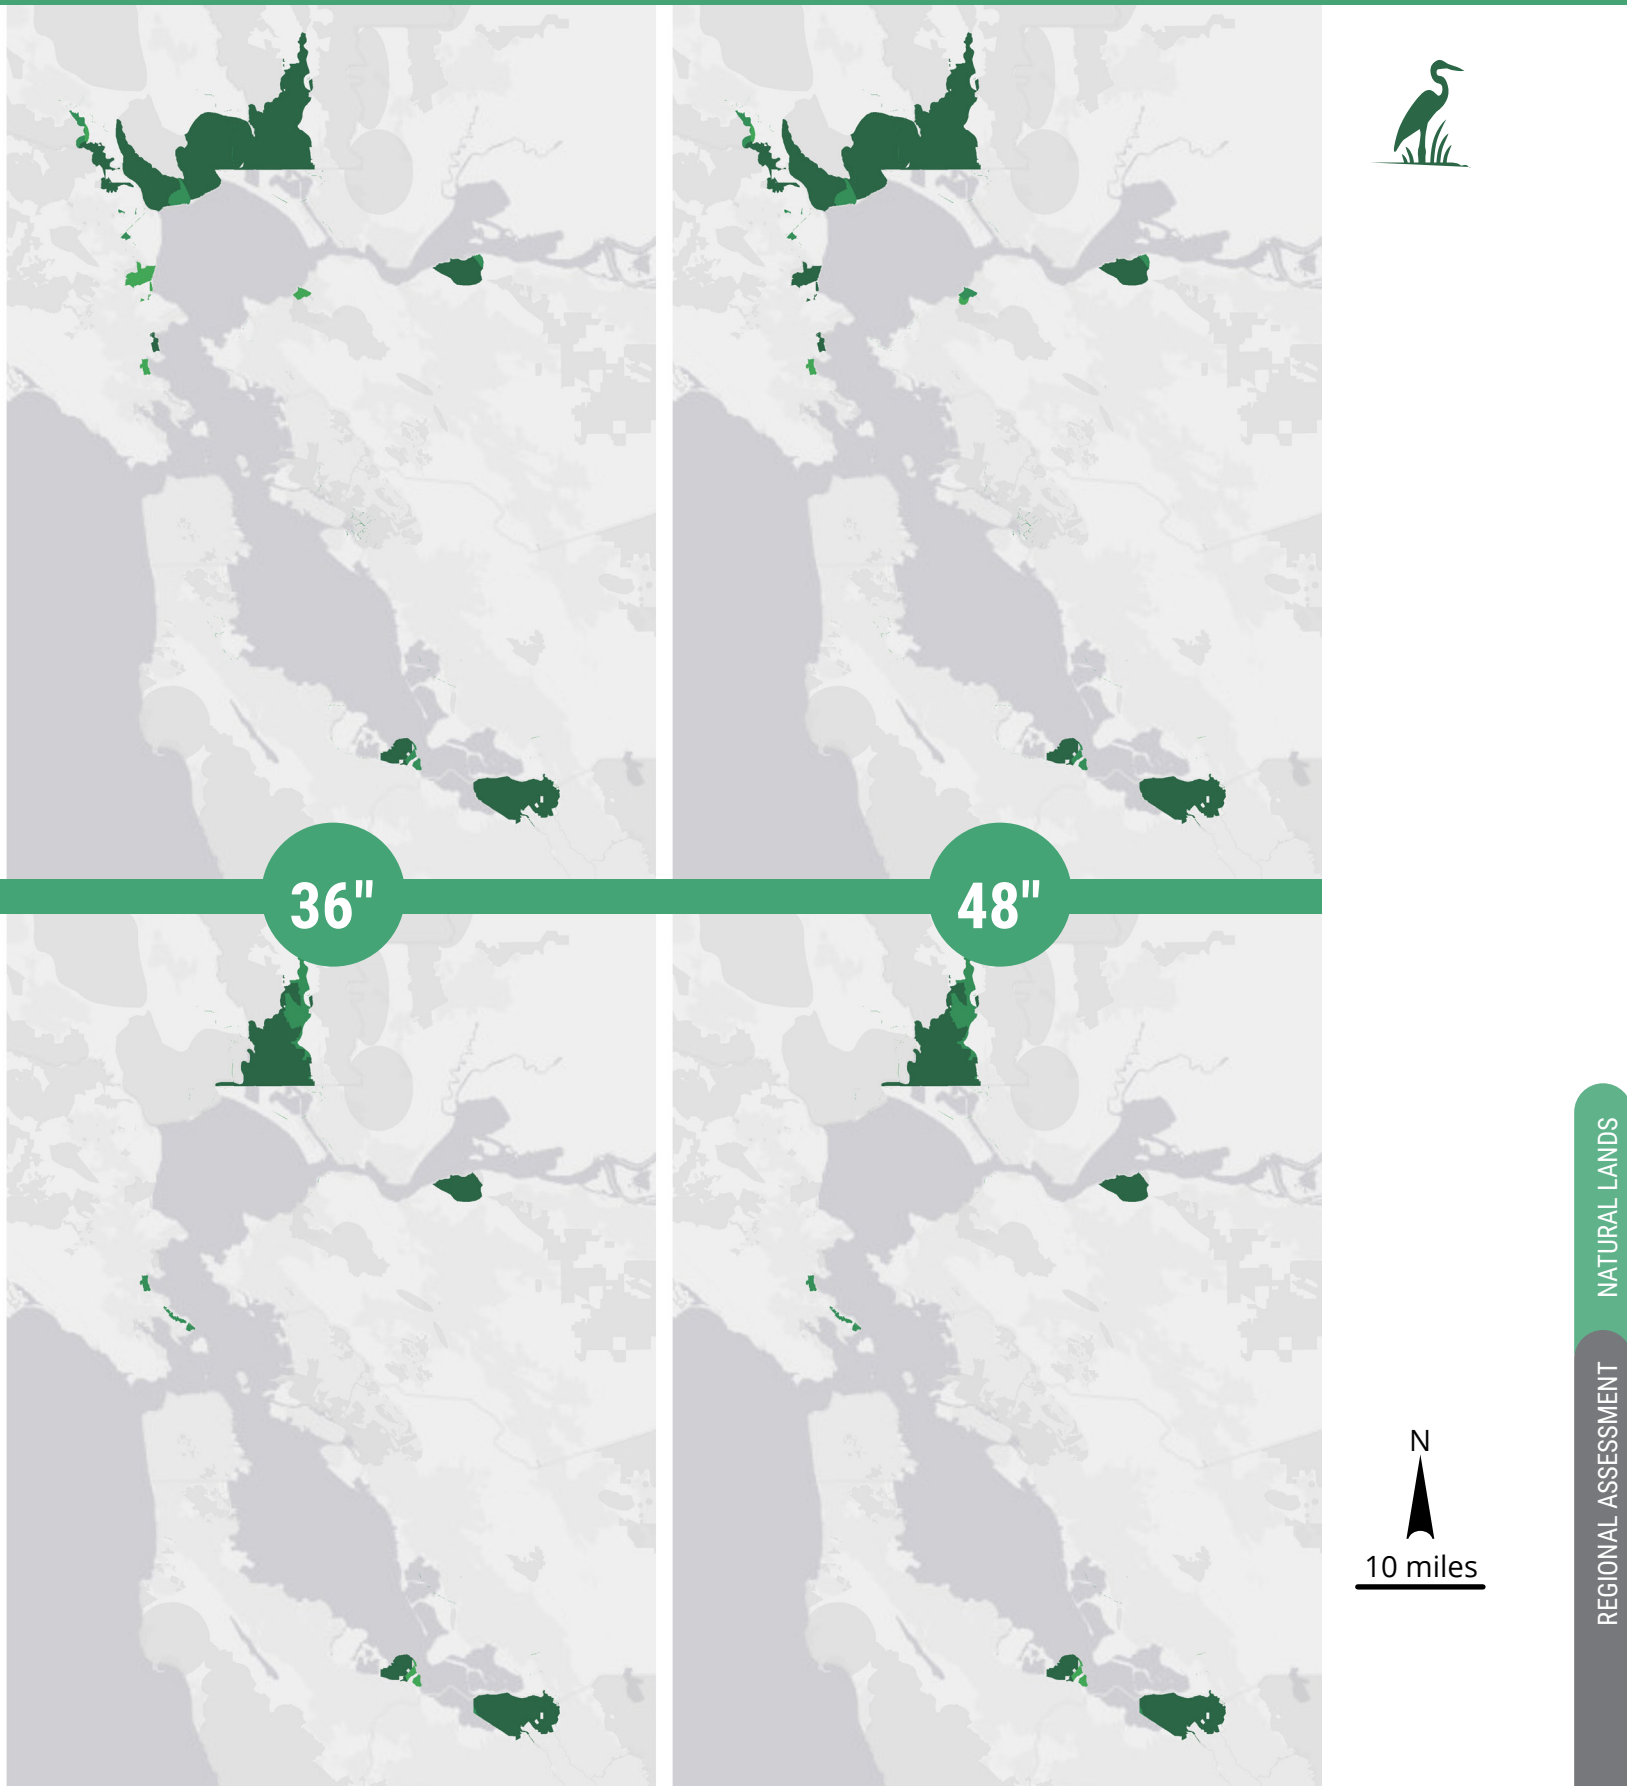 36"
48"
NATURAL LANDS
REGIONAL ASSESSMENT
N
10 miles